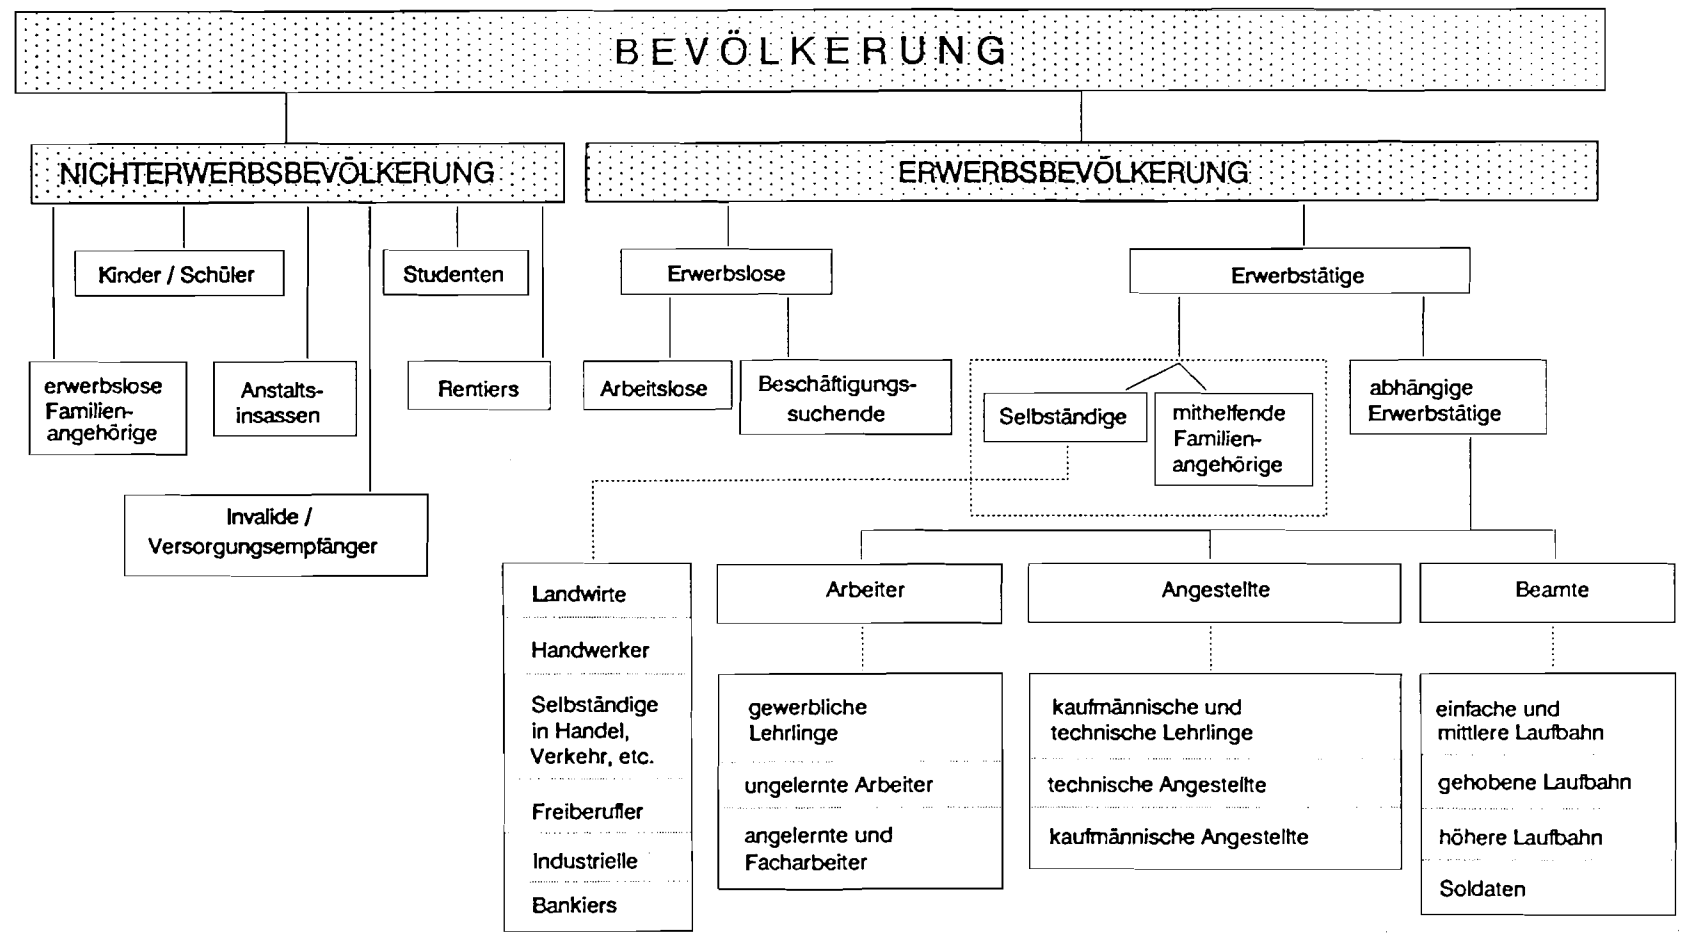 BEVÖLKERUNG
NICHTERWERBSBEVÖLKERUNG
ERWERBSBEVÖLKERUNG
Kinder / Schüler
Studenten
Erwerbslose
Erwerbstätige
erwerbslose
Familien-
angehörige
Anstalts-
insassen
Rentiers
Arbeitslose
Beschäftigungs-
suchende
Selbständige
mithelfende
Familien-
angehörige
abhängige
Erwerbstätige
Invalide /
Versorgungsempfänger
Landwirte
Handwerker
Selbständige
in Handel,
Verkehr, etc.
Freiberufler
Industrielle
Bankiers
Arbeiter
gewerbliche
Lehrlinge
ungelernte Arbeiter
angelernte und
Facharbeiter
Angestellte
kaufmännische und
technische Lehrlinge
technische Angestellte
kaufmännische Angestellte
Beamte
einfache und
mittlere Laufbahn
gehobene Laufbahn
höhere Laufbahn
Soldaten